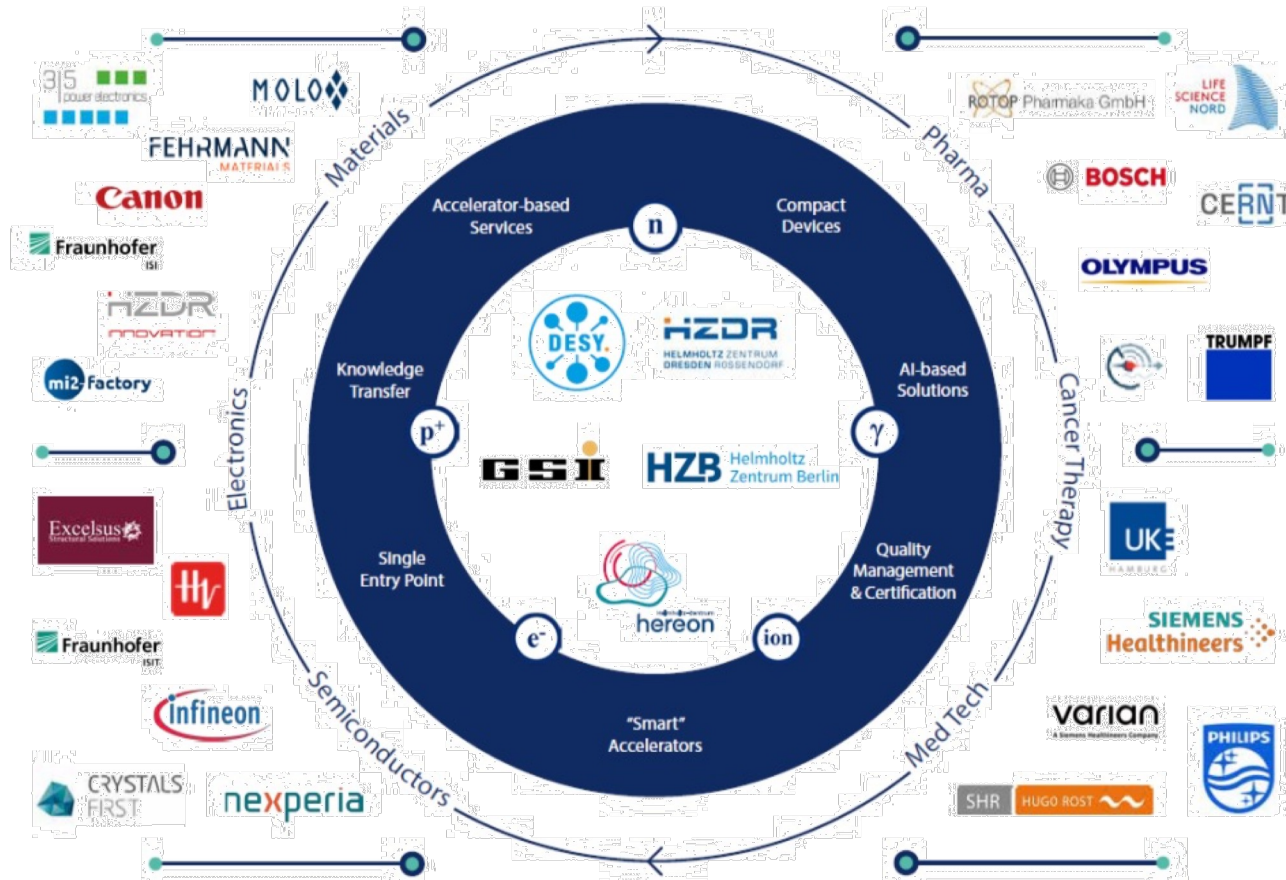 3|5
power electronics
MOLO
FEHRMANN
MATERIALS
Canon
Fraunhofer
ISI
HZDR
INNOVATION
mi2-factory
Excelsus
Structural Solutions
HV
Fraunhofer
ISIT
infineon
CRYSTALS
FIRST
nexperia
Materials
Electronics
Semiconductors
Accelerator-based
Services
n
Compact
Devices
Knowledge
Transfer
p+
AI-based
Solutions
γ
Single
Entry Point
e-
Quality
Management
& Certification
ion
"Smart"
Accelerators
DESY.
HZDR
HELMHOLTZ ZENTRUM
DRESDEN ROSSENDORF
GSI
HZB Helmholtz
Zentrum Berlin
hereon
Pharma
Cancer Therapy
Med Tech
ROTOP Pharmaka GmbH
LIFE
SCIENCE
NORD
BOSCH
CERNT
OLYMPUS
TRUMPF
UKE
HAMBURG
SIEMENS
Healthineers
varian
A Siemens Healthineers Company
PHILIPS
SHR HUGO ROST